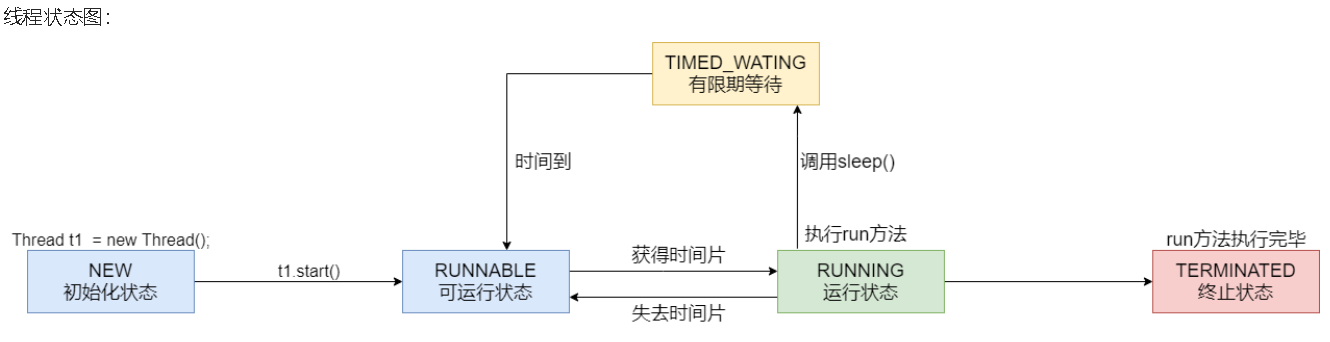 线程状态图：
TIMED_WATING
有限期等待
时间到
调用sleep()
Thread t1 = new Thread();
执行run方法
run方法执行完毕
NEW
初始化状态
t1.start()
RUNNABLE
可运行状态
获得时间片
失去时间片
RUNNING
运行状态
TERMINATED
终止状态